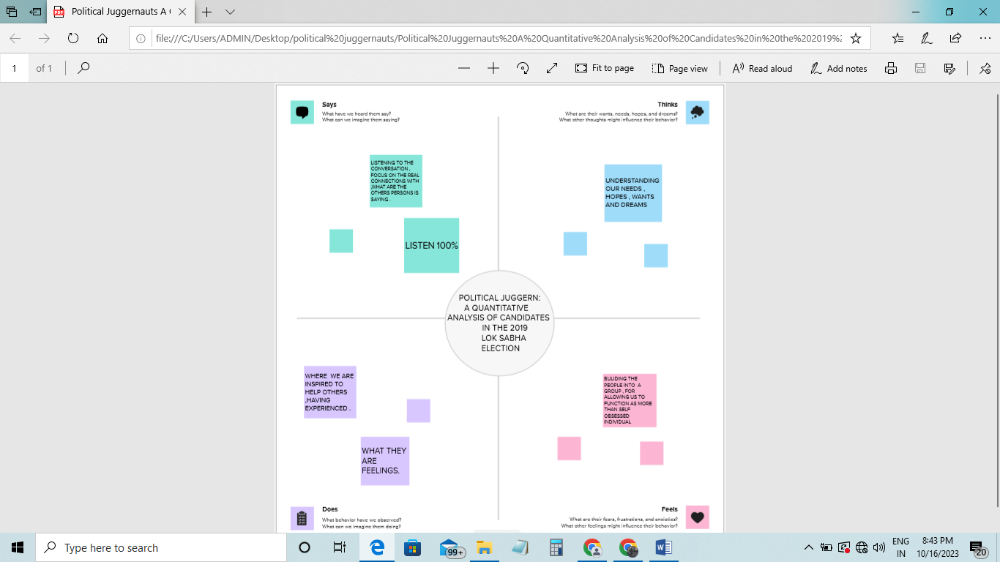 Political Juggernauts A
file:///C:/Users/ADMIN/Desktop/political%20juggernauts/Political%20Juggernauts%20A%20Quantitative%20Analysis%20of%20Candidates%20in%20the%202019%2
1 of 1
Fit to page
Page view
Read aloud
Add notes
Says
What have we heard them say?
What can we imagine them saying?
Thinks
What are their wants, needs, hopes, and dreams?
What other thoughts might influence their behavior?
LISTENING TO THE
CONVERSATION ,
FOCUS ON THE REAL
CONNECTIONS WITH
,WHAT ARE THE
OTHERS PERSONS IS
SAYING .
LISTEN 100%
UNDERSTANDING
OUR NEEDS ,
HOPES , WANTS
AND DREAMS
POLITICAL JUGGERN:
A QUANTITATIVE
ANALYSIS OF CANDIDATES
IN THE 2019
LOK SABHA
ELECTION
WHERE WE ARE
INSPIRED TO
HELP OTHERS
,HAVING
EXPERIENCED .
WHAT THEY
ARE
FEELINGS.
BULIDING THE
PEOPLE INTO A
GROUP , FOR
ALLOWING US TO
FUNCTION AS MORE
THAN SELF
OBSESSED
INDIVIDUAL
Does
What behavior have we observed?
What can we imagine them doing?
Feels
What are their fears, frustrations, and anxieties?
What other feelings might influence their behavior?
Type here to search
99+
ENG
IN
8:43 PM
10/16/2023
20